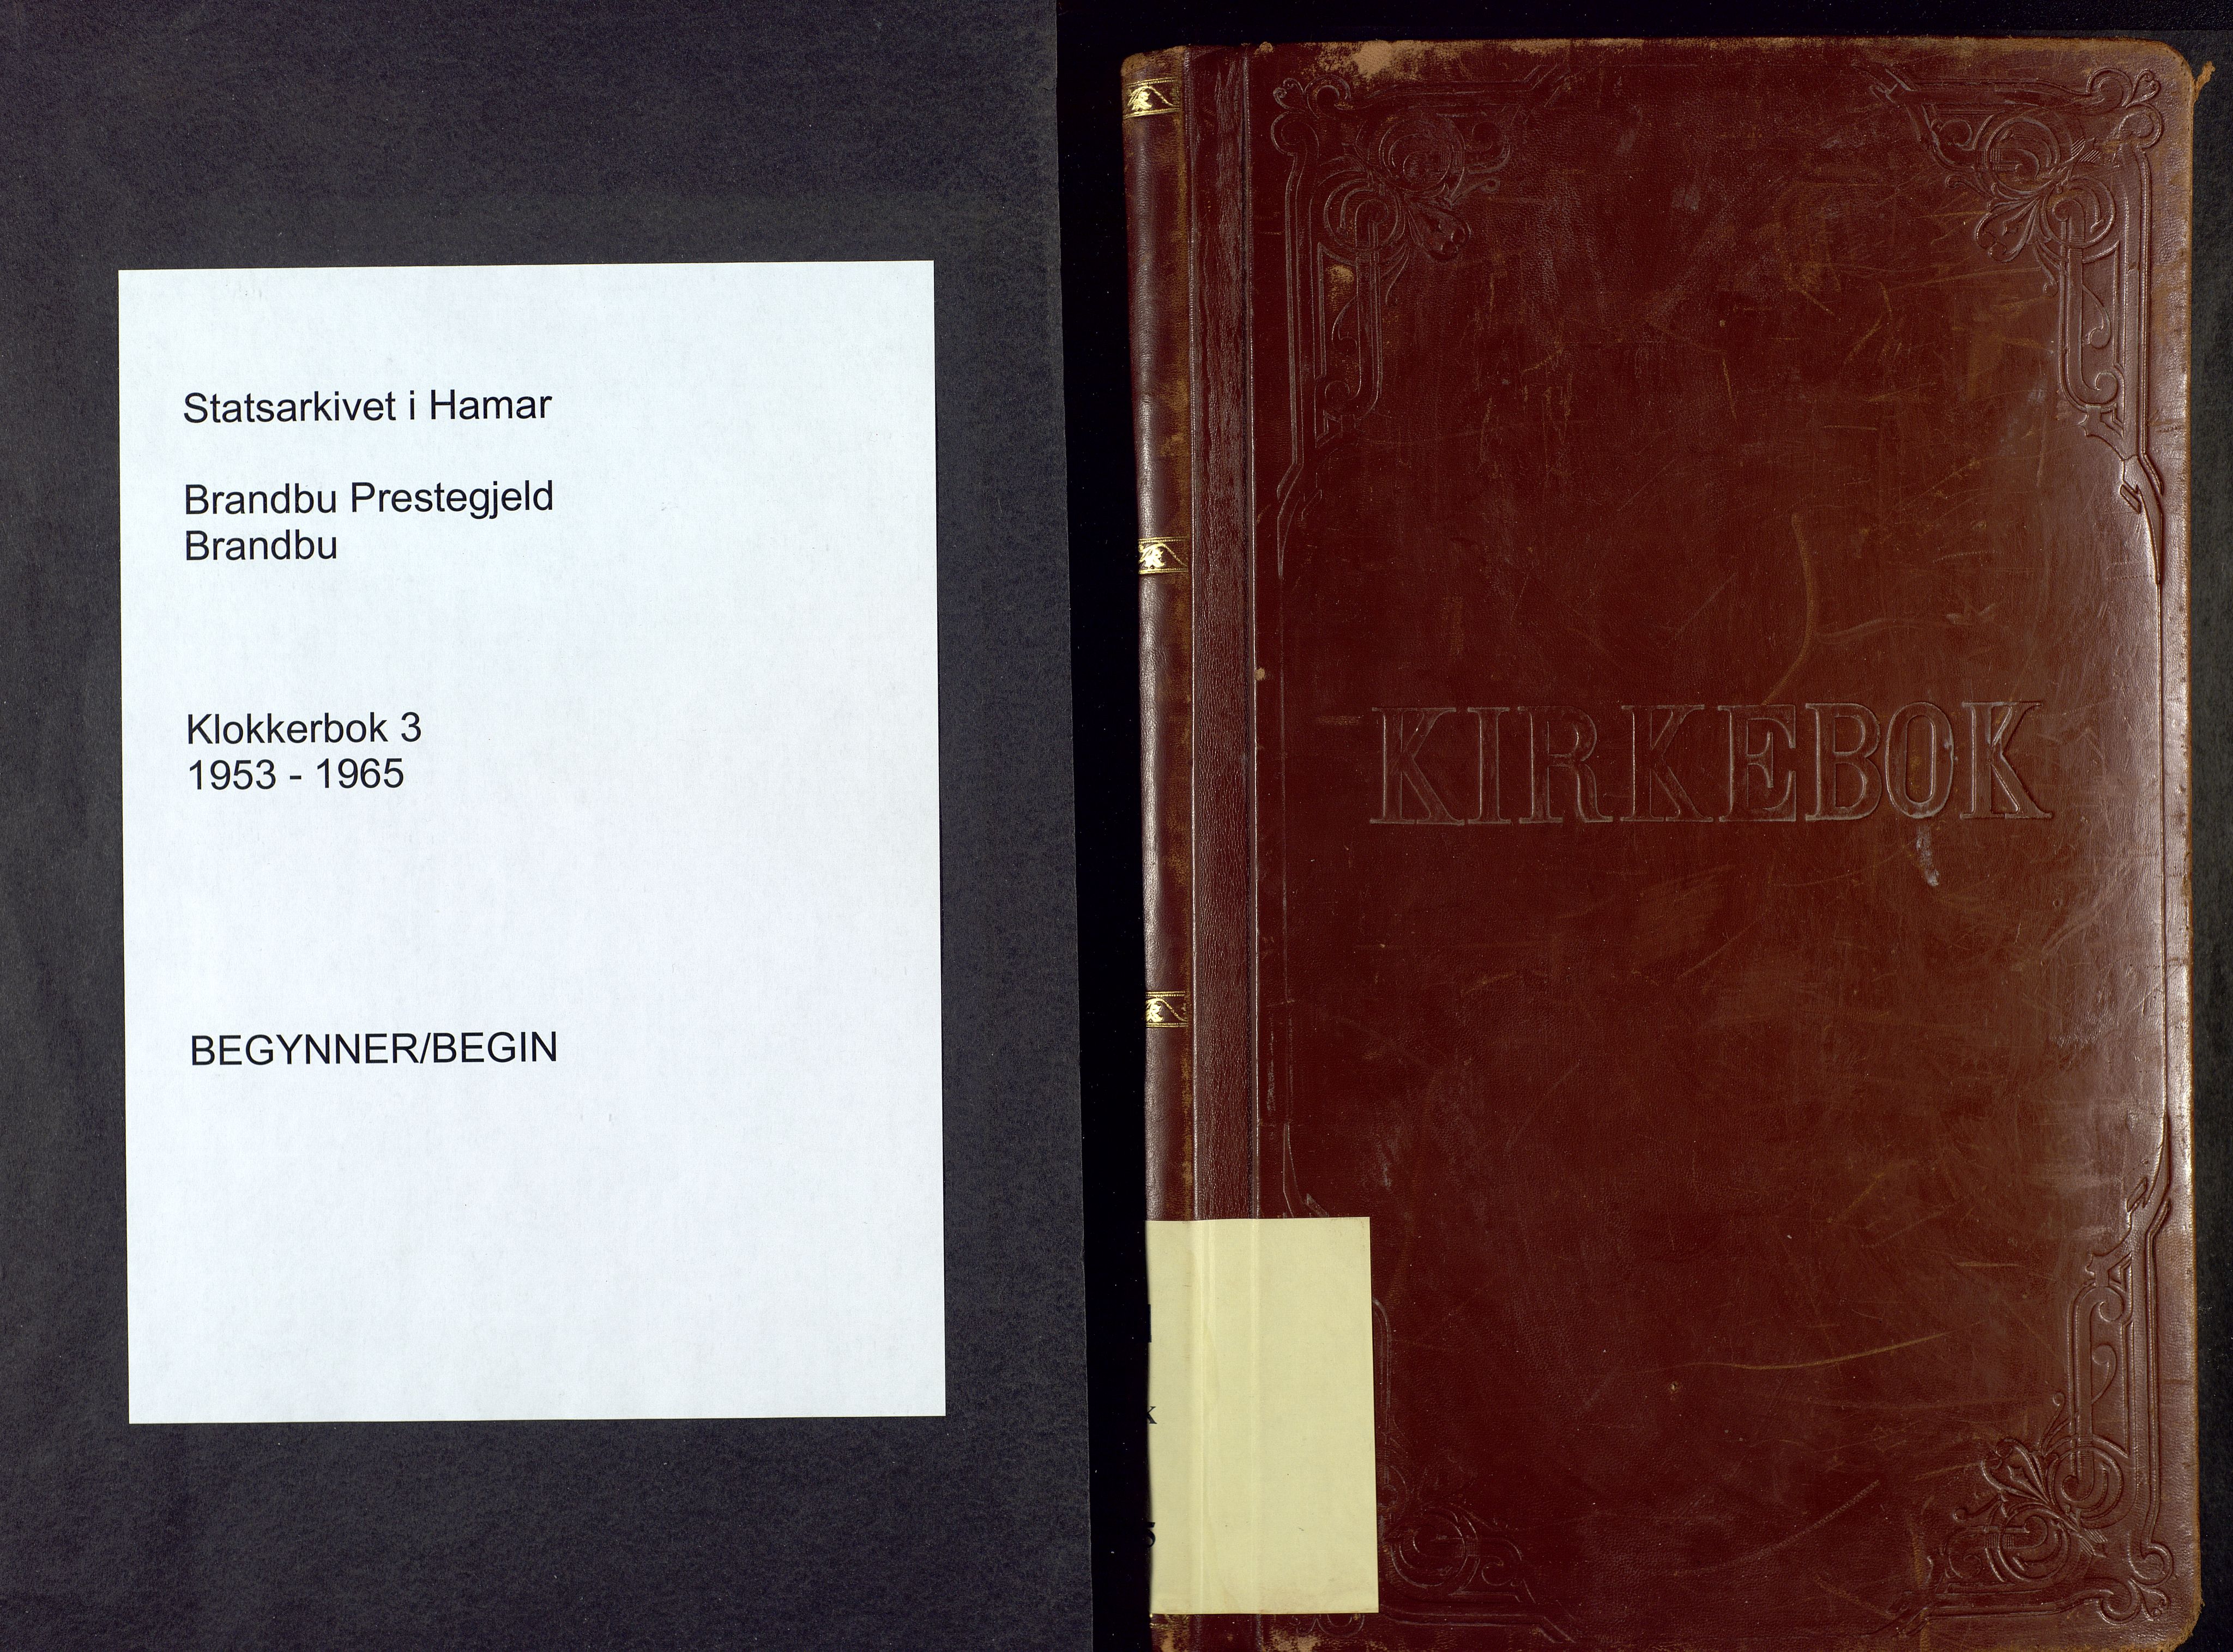 Statsarkivet i Hamar
Brandbu Prestegjeld
Brandbu
Klokkerbok 3
1953 - 1965
BEGYNNER/BEGIN
KIRKEBOK